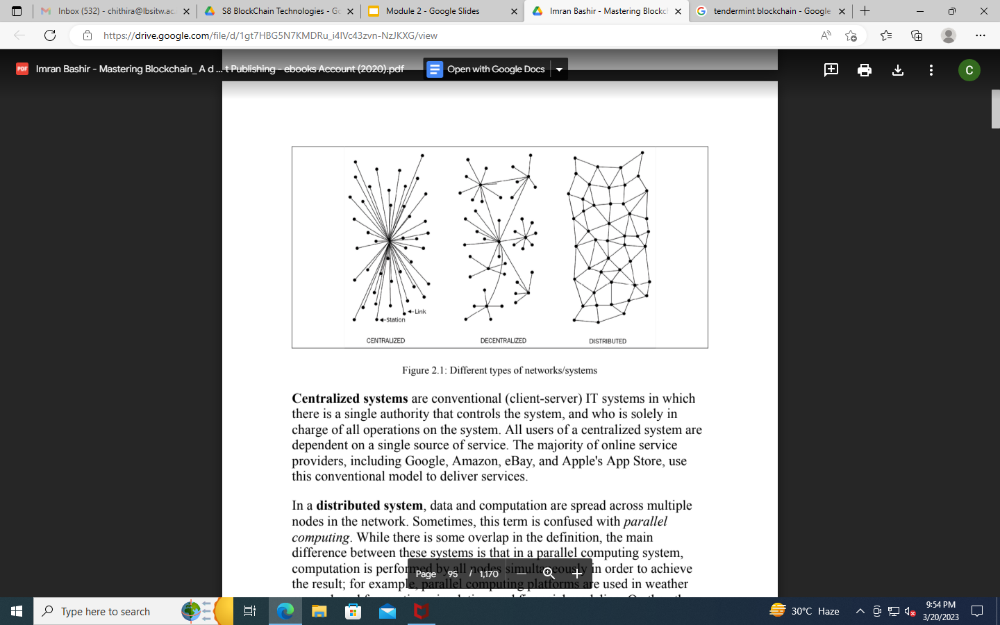 Inbox (532) - chithira@lbsitw.ac.
S8 BlockChain Technologies - Go
Module 2 - Google Slides
Imran Bashir - Mastering Blockch
tendermint blockchain - Google
https://drive.google.com/file/d/1gt7HBG5N7KMDRu_i4lVc43zvn-NzJKXG/view
PDF Imran Bashir - Mastering Blockchain_ A d ... t Publishing - ebooks Account (2020).pdf
Open with Google Docs
C
Link
Station
CENTRALIZED DECENTRALIZED DISTRIBUTED
Figure 2.1: Different types of networks/systems
Centralized systems are conventional (client-server) IT systems in which
there is a single authority that controls the system, and who is solely in
charge of all operations on the system. All users of a centralized system are
dependent on a single source of service. The majority of online service
providers, including Google, Amazon, eBay, and Apple's App Store, use
this conventional model to deliver services.
In a distributed system, data and computation are spread across multiple
nodes in the network. Sometimes, this term is confused with parallel
computing. While there is some overlap in the definition, the main
difference between these systems is that in a parallel computing system,
computation is performed by all nodes simultaneously in order to achieve
the result; for example, parallel computing platforms are used in weather
Page 95 / 1,170
Type here to search
30°C Haze
9:54 PM
3/20/2023